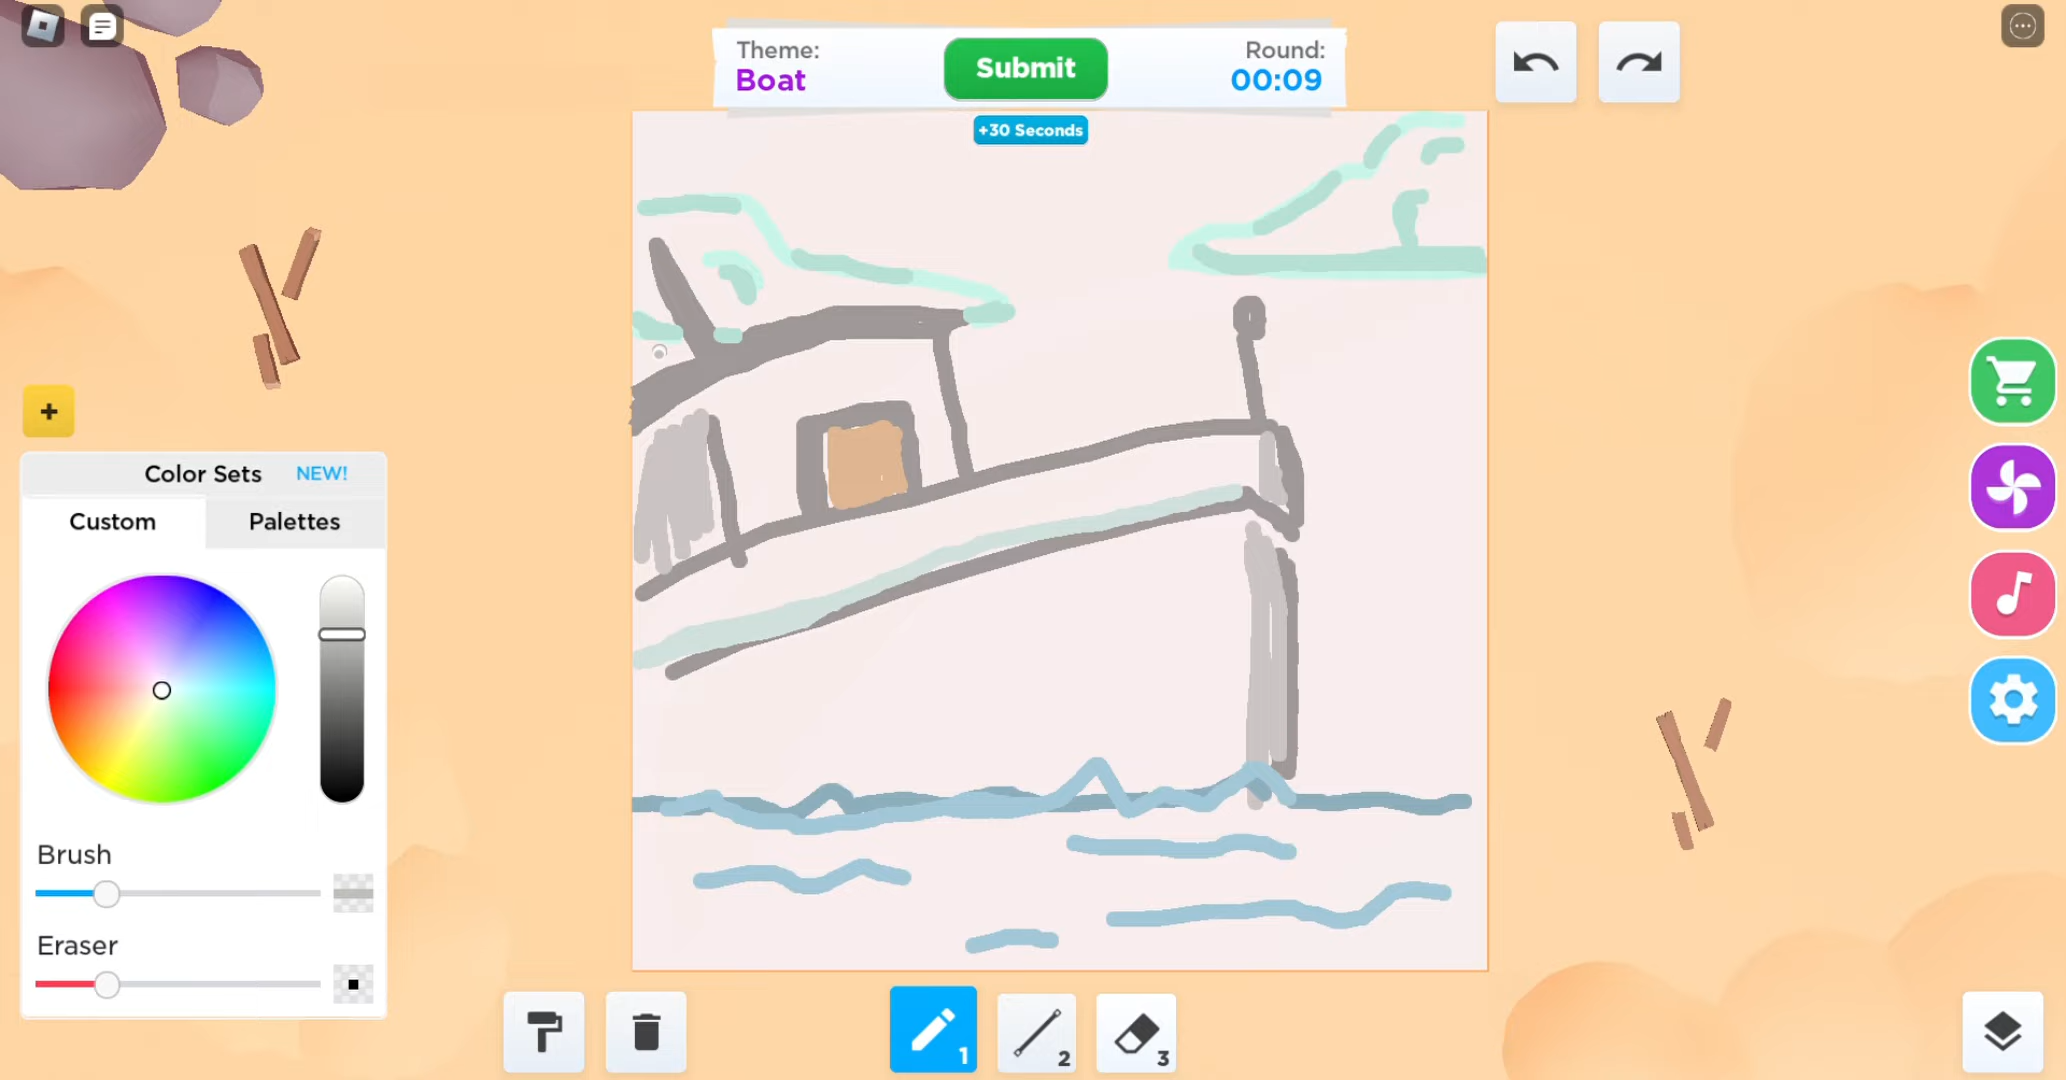 Theme:
Boat
Submit
Round:
00:09
+30 Seconds
+
Color Sets NEW!
Custom
Palettes
Brush
Eraser
1
2
3